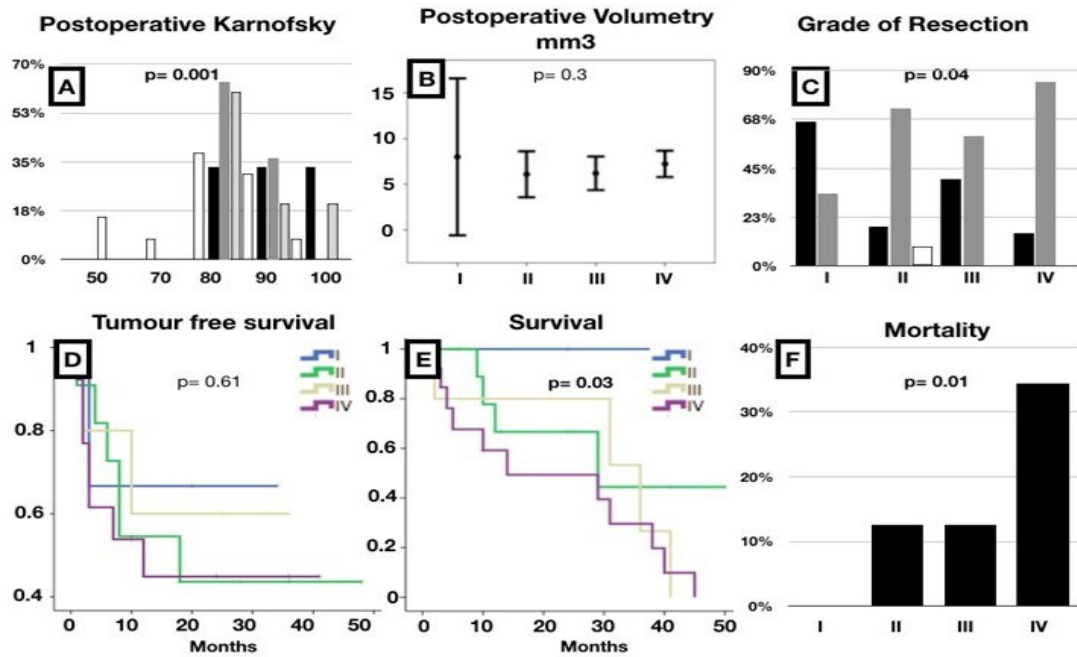 Postoperative Karnofsky
A
p= 0.001
70%
53%
35%
18%
0%
50 70 80 90 100
Postoperative Volumetry
mm3
B
p= 0.3
15
10
5
0
I II III IV
Grade of Resection
C
p= 0.04
90%
68%
45%
23%
0%
I II III IV
Tumour free survival
D
p= 0.61
I
II
III
IV
1
0.8
0.6
0.4
0 10 20 30 40 50
Months
Survival
E
p= 0.03
I
II
III
IV
1
0.8
0.6
0.4
0.2
0
0 10 20 30 40 50
Months
Mortality
F
p= 0.01
40%
30%
20%
10%
0%
I II III IV